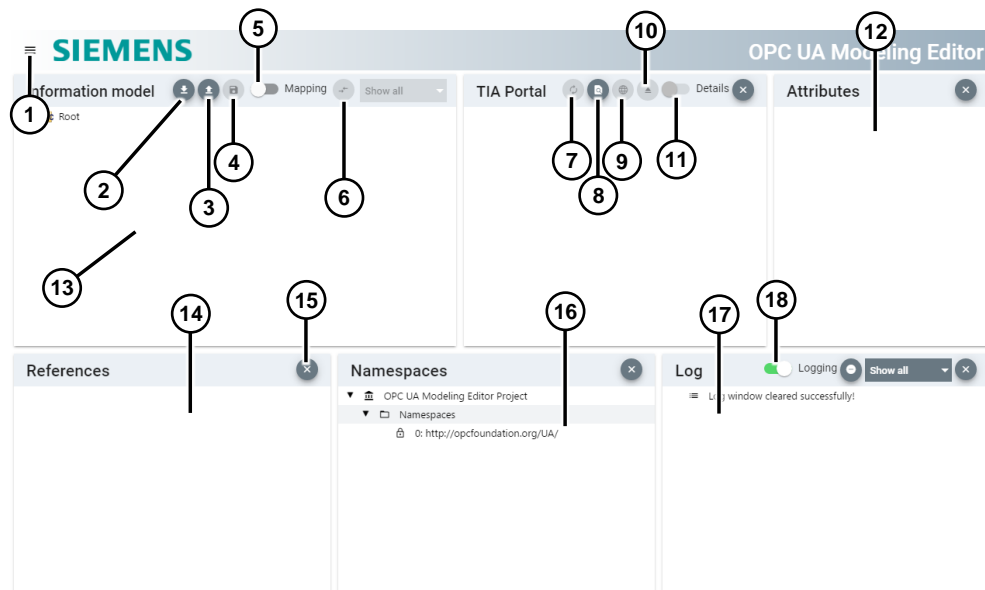 5
10
12
SIEMENS
OPC UA Modeling Editor
Information model
Mapping
Show all
TIA Portal
Details
Attributes
1
Root
2
3
4
6
7
8
9
11
13
14
15
16
17
18
References
Namespaces
Log
Logging
Show all
OPC UA Modeling Editor Project
Log window cleared successfully!
Namespaces
0: http://opcfoundation.org/UA/